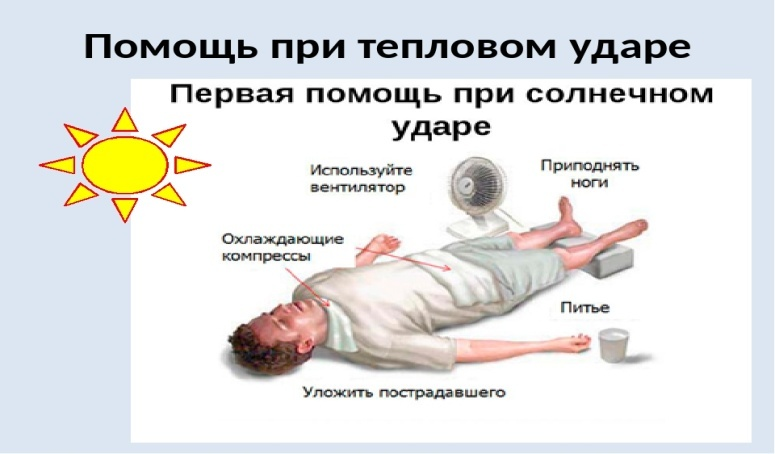 Помощь при тепловом ударе
Первая помощь при солнечном
ударе
Используйте
вентилятор
Приподнять
ноги
Охлаждающие
компрессы
Питье
Уложить пострадавшего